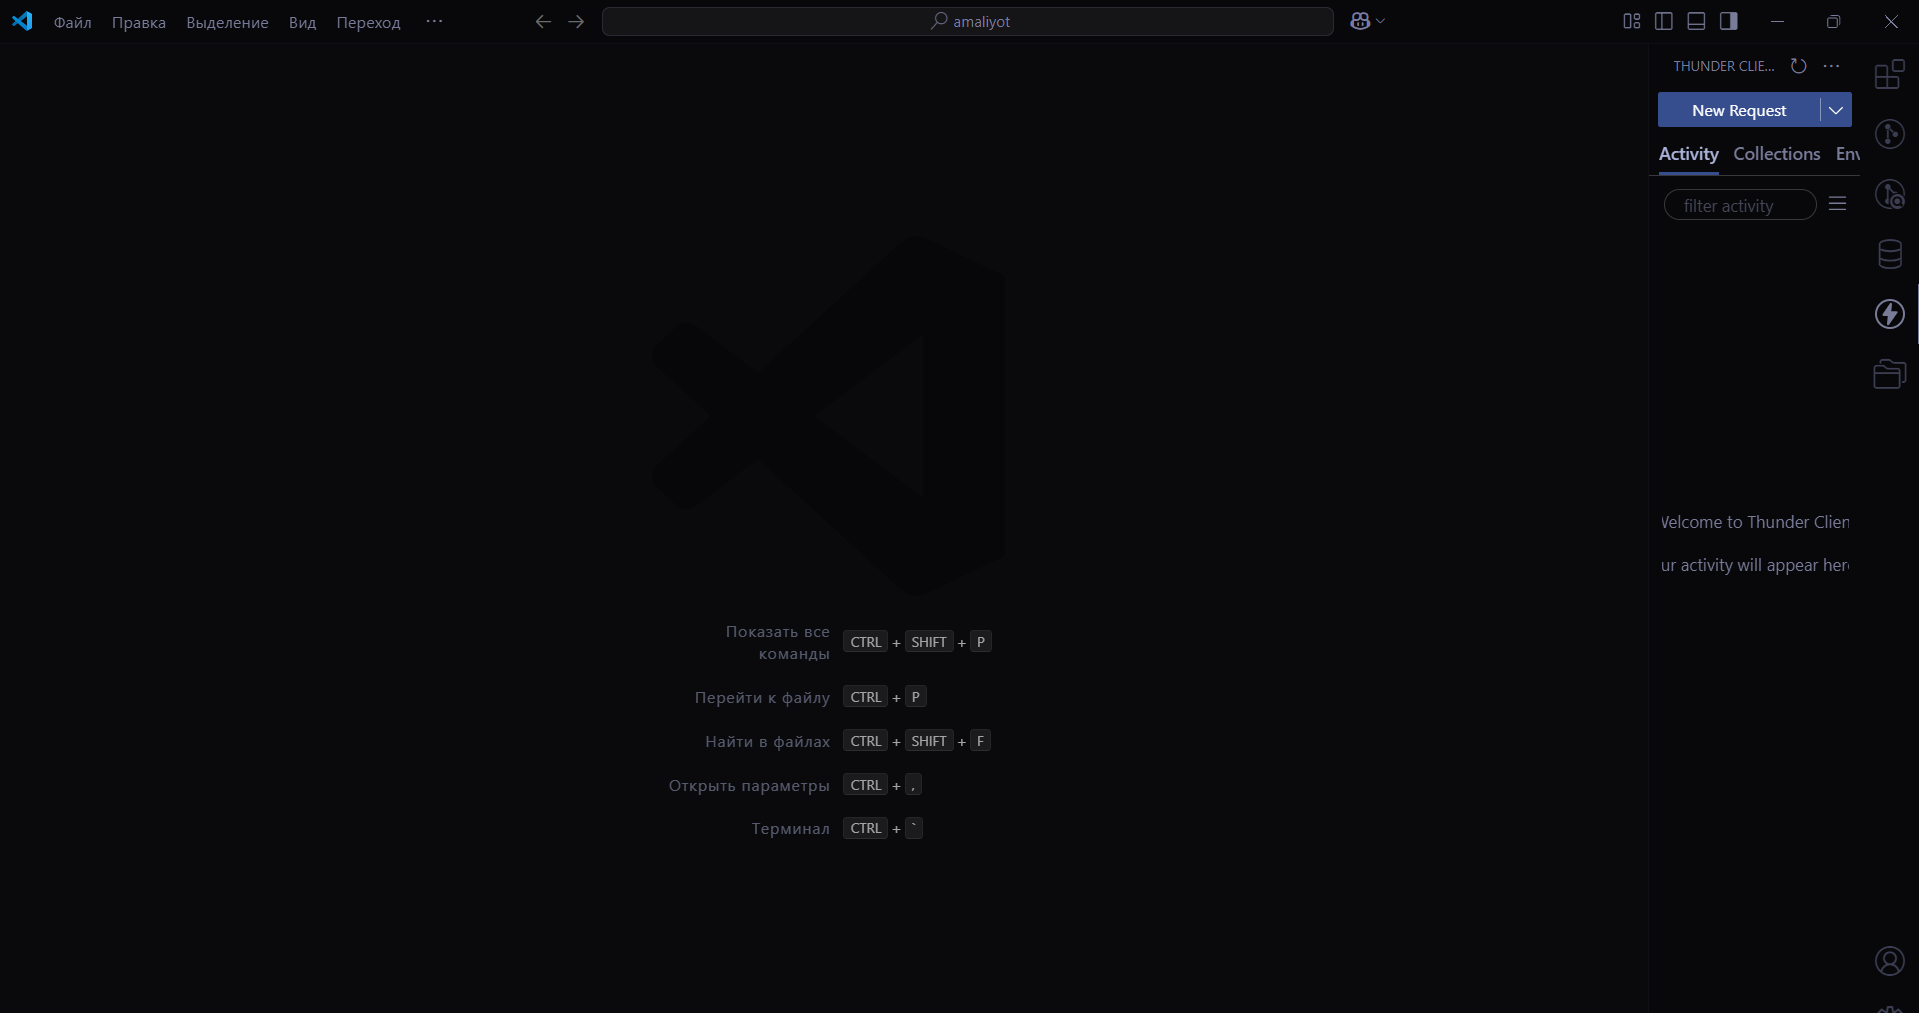 Файл Правка Выделение Вид Переход ···
amaliyot
THUNDER CLIE...
New Request
Activity Collections Env
filter activity
Velcome to Thunder Clien
ur activity will appear her
Показать все
команды CTRL + SHIFT + P
Перейти к файлу CTRL + P
Найти в файлах CTRL + SHIFT + F
Открыть параметры CTRL + ,
Терминал CTRL + `